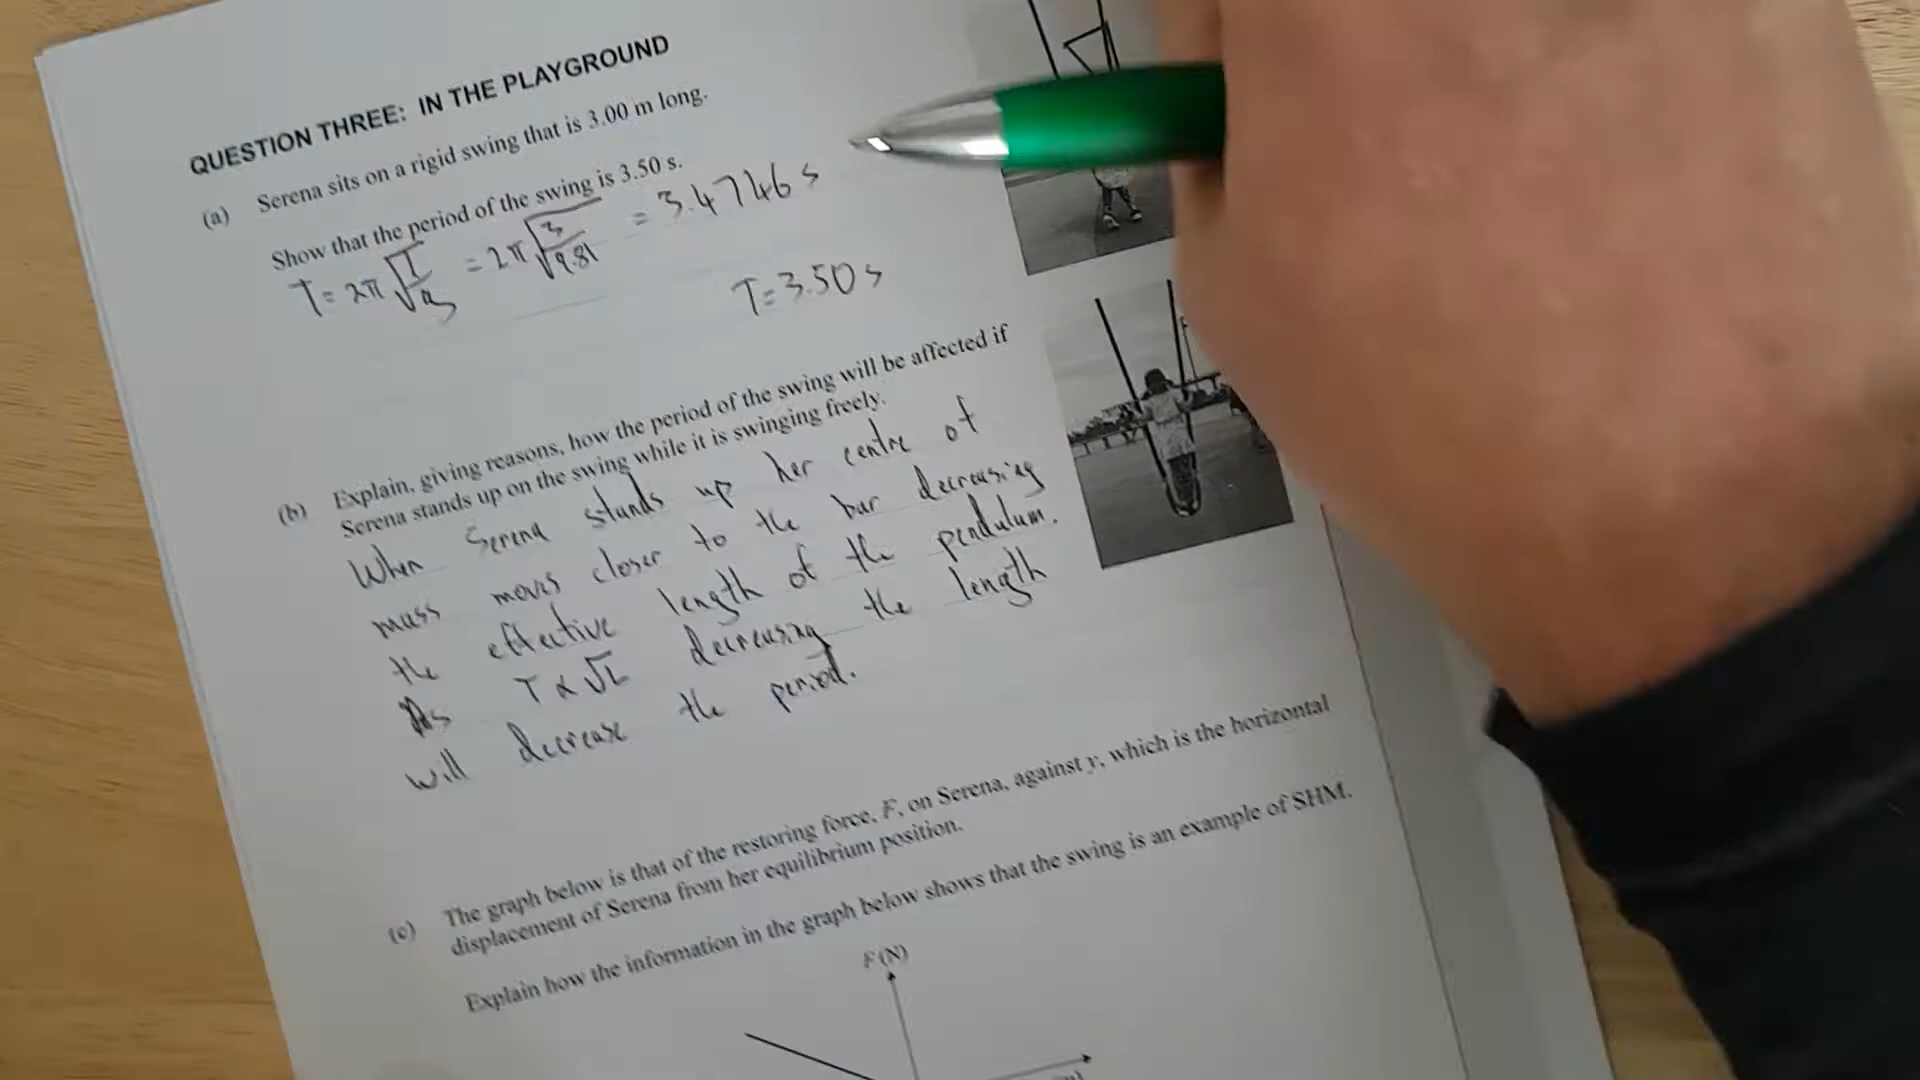 QUESTION THREE: IN THE PLAYGROUND
(a) Serena sits on a rigid swing that is 3.00 m long.
Show that the period of the swing is 3.50 s.
T = 2π√(l/g) = 2π√(3/9.81) = 3.4746 s
T = 3.50 s
(b) Explain, giving reasons, how the period of the swing will be affected if
Serena stands up on the swing while it is swinging freely.
When Serena stands up her centre of
mass moves closer to the bar decreasing
the effective length of the pendulum.
As T ∝ √L decreasing the length
will decrease the period.
(c) The graph below is that of the restoring force, F, on Serena, against y, which is the horizontal
displacement of Serena from her equilibrium position.
Explain how the information in the graph below shows that the swing is an example of SHM.
F (N)